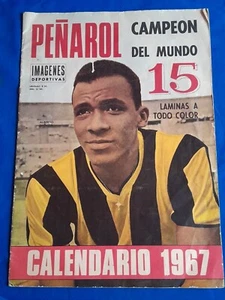 PEÑAROL
CAMPEON
DEL MUNDO
IMAGENES
DEPORTIVAS
15
LAMINAS A
TODO COLOR
CALENDARIO 1967